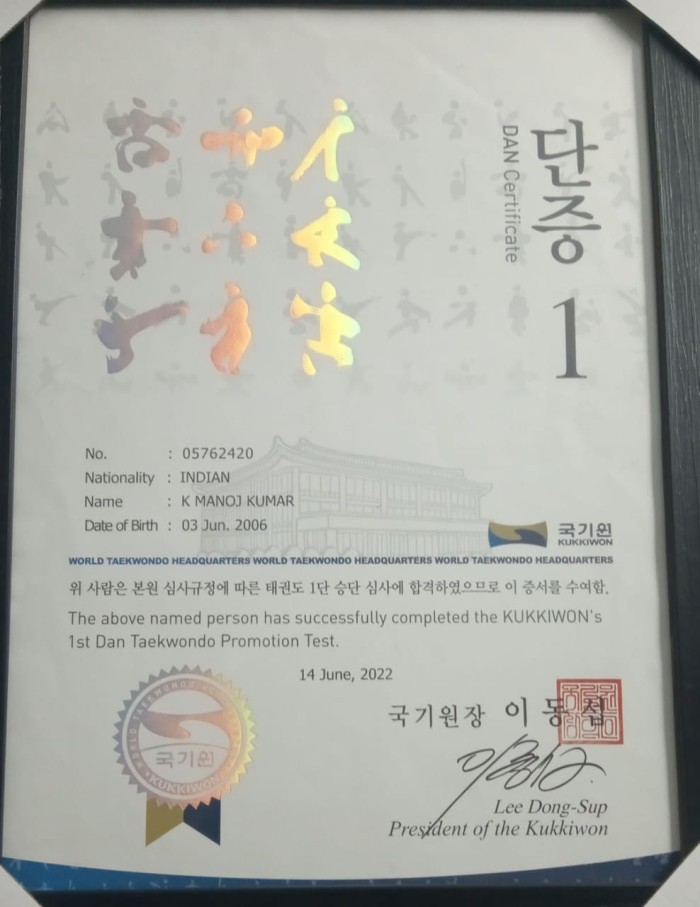 단증
DAN Certificate
1
No. : 05762420
Nationality : INDIAN
Name : K MANOJ KUMAR
Date of Birth : 03 Jun. 2006
국기원
KUKKIWON
WORLD TAEKWONDO HEADQUARTERS WORLD TAEKWONDO HEADQUARTERS WORLD TAEKWONDO HEADQUARTERS
위 사람은 본원 심사규정에 따른 태권도 1단 승단 심사에 합격하였으므로 이 증서를 수여함.
The above named person has successfully completed the KUKKIWON's
1st Dan Taekwondo Promotion Test.
14 June, 2022
국기원장 이동섭
국기원
KUKKIWON
Lee Dong-Sup
President of the Kukkiwon